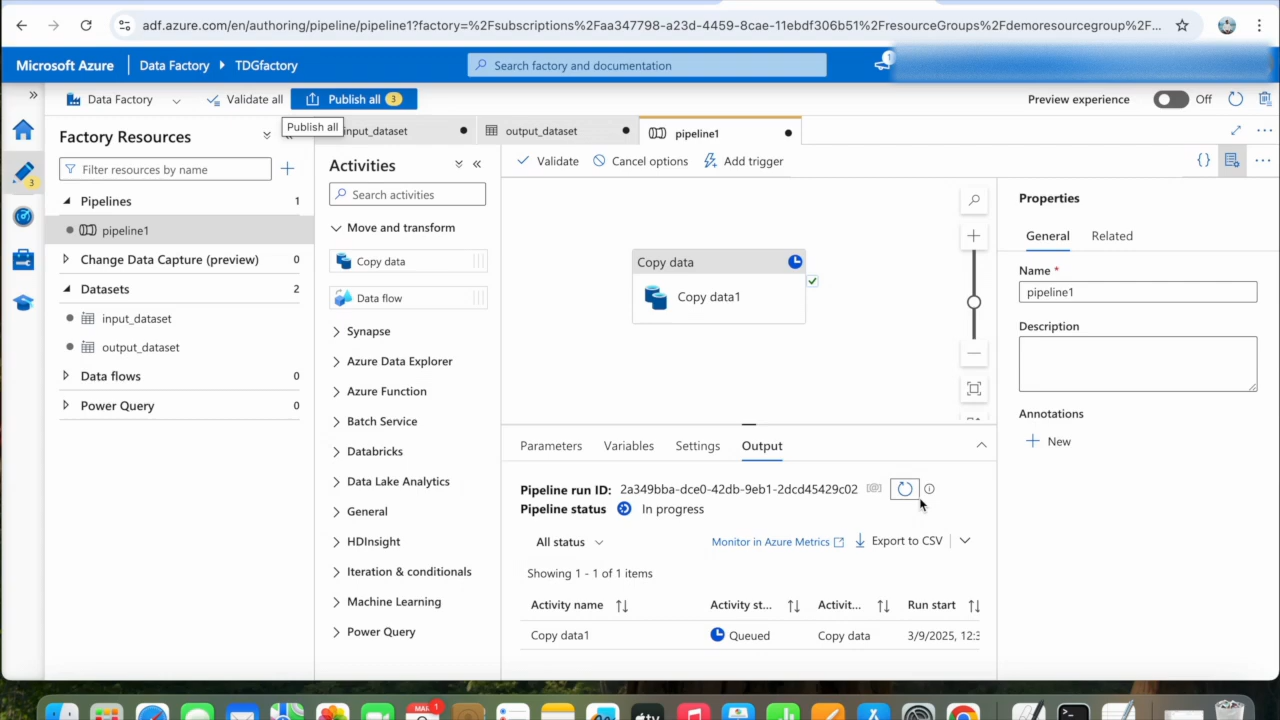 adf.azure.com/en/authoring/pipeline/pipeline1?factory=%2Fsubscriptions%2Faa347798-a23d-4459-8cae-11ebdf306b51%2FresourceGroups%2Fdemoresourcegroup%2F...
Microsoft Azure
Data Factory
TDGfactory
Search factory and documentation
1
Data Factory
Validate all
Publish all
3
Preview experience
Off
Publish all
Factory Resources
input_dataset
output_dataset
pipeline1
Filter resources by name
3
Pipelines
1
pipeline1
Change Data Capture (preview)
0
Datasets
2
input_dataset
output_dataset
Data flows
0
Power Query
0
Activities
Search activities
Move and transform
Copy data
Data flow
Synapse
Azure Data Explorer
Azure Function
Batch Service
Databricks
Data Lake Analytics
General
HDInsight
Iteration & conditionals
Machine Learning
Power Query
Validate
Cancel options
Add trigger
{}
Copy data
Copy data1
Parameters
Variables
Settings
Output
Pipeline run ID: 2a349bba-dce0-42db-9eb1-2dcd45429c02
Pipeline status
In progress
All status
Monitor in Azure Metrics
Export to CSV
Showing 1 - 1 of 1 items
Activity name
Activity st...
Activit...
Run start
Copy data1
Queued
Copy data
3/9/2025, 12:3
Properties
General
Related
Name *
pipeline1
Description
Annotations
New
MAR
1